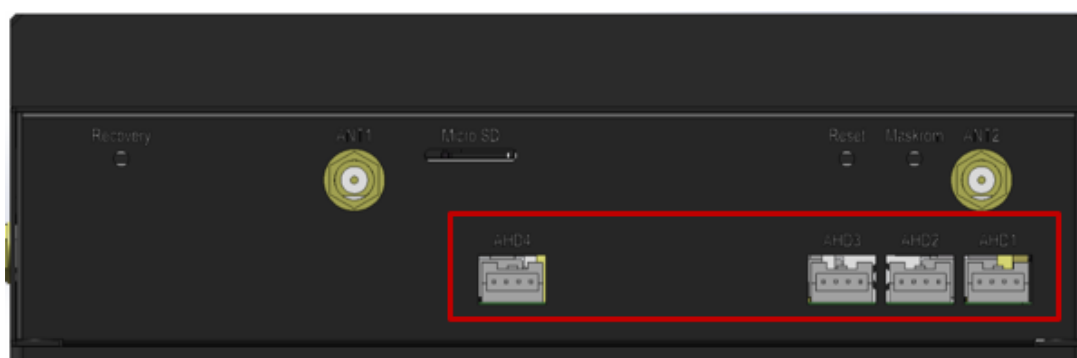 Recovery ANT1 Micro SD Reset Maskrom ANT2
AHD4 AHD3 AHD2 AHD1